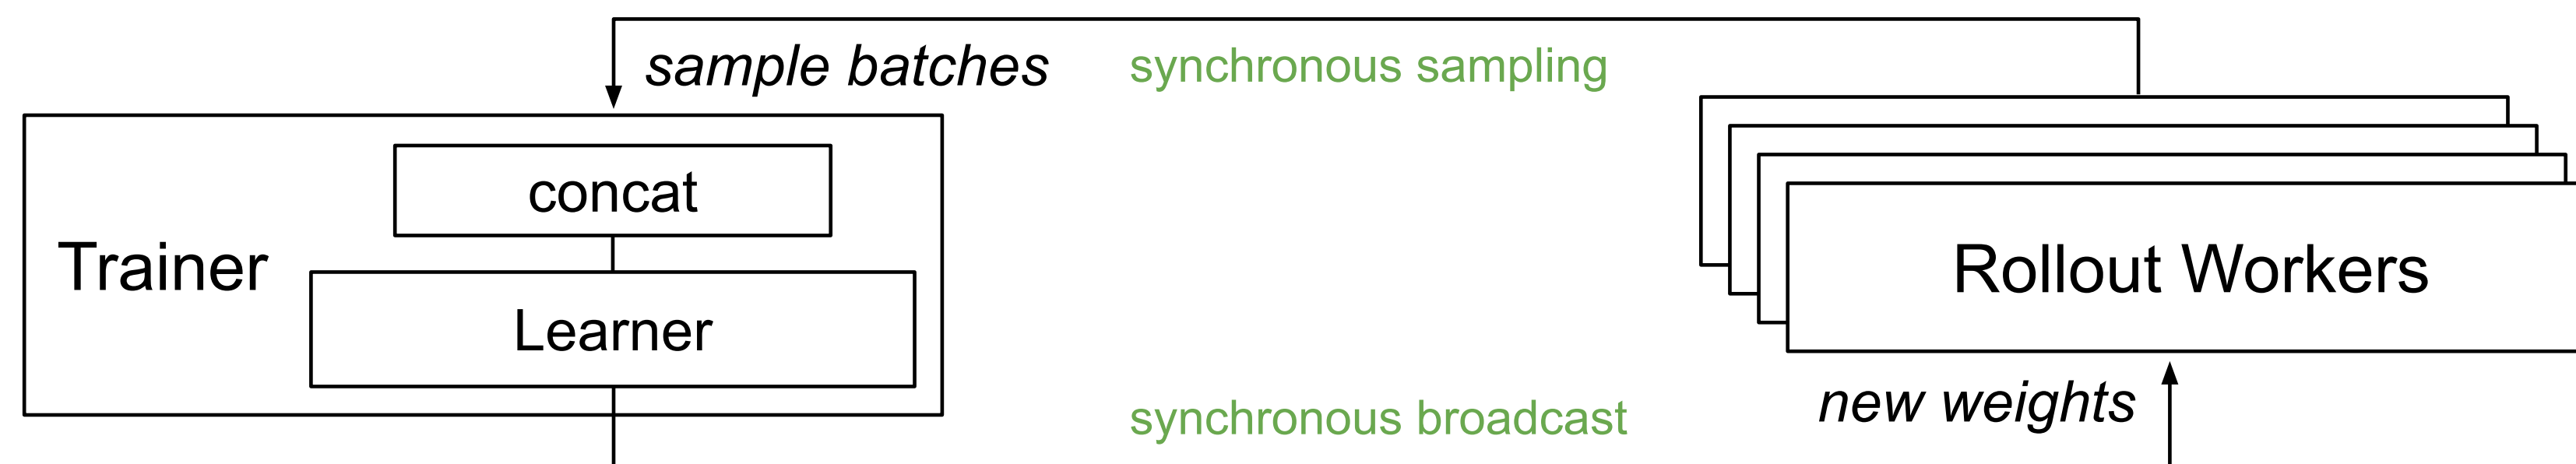 sample batches
synchronous sampling
concat
Trainer
Learner
Rollout Workers
new weights
synchronous broadcast